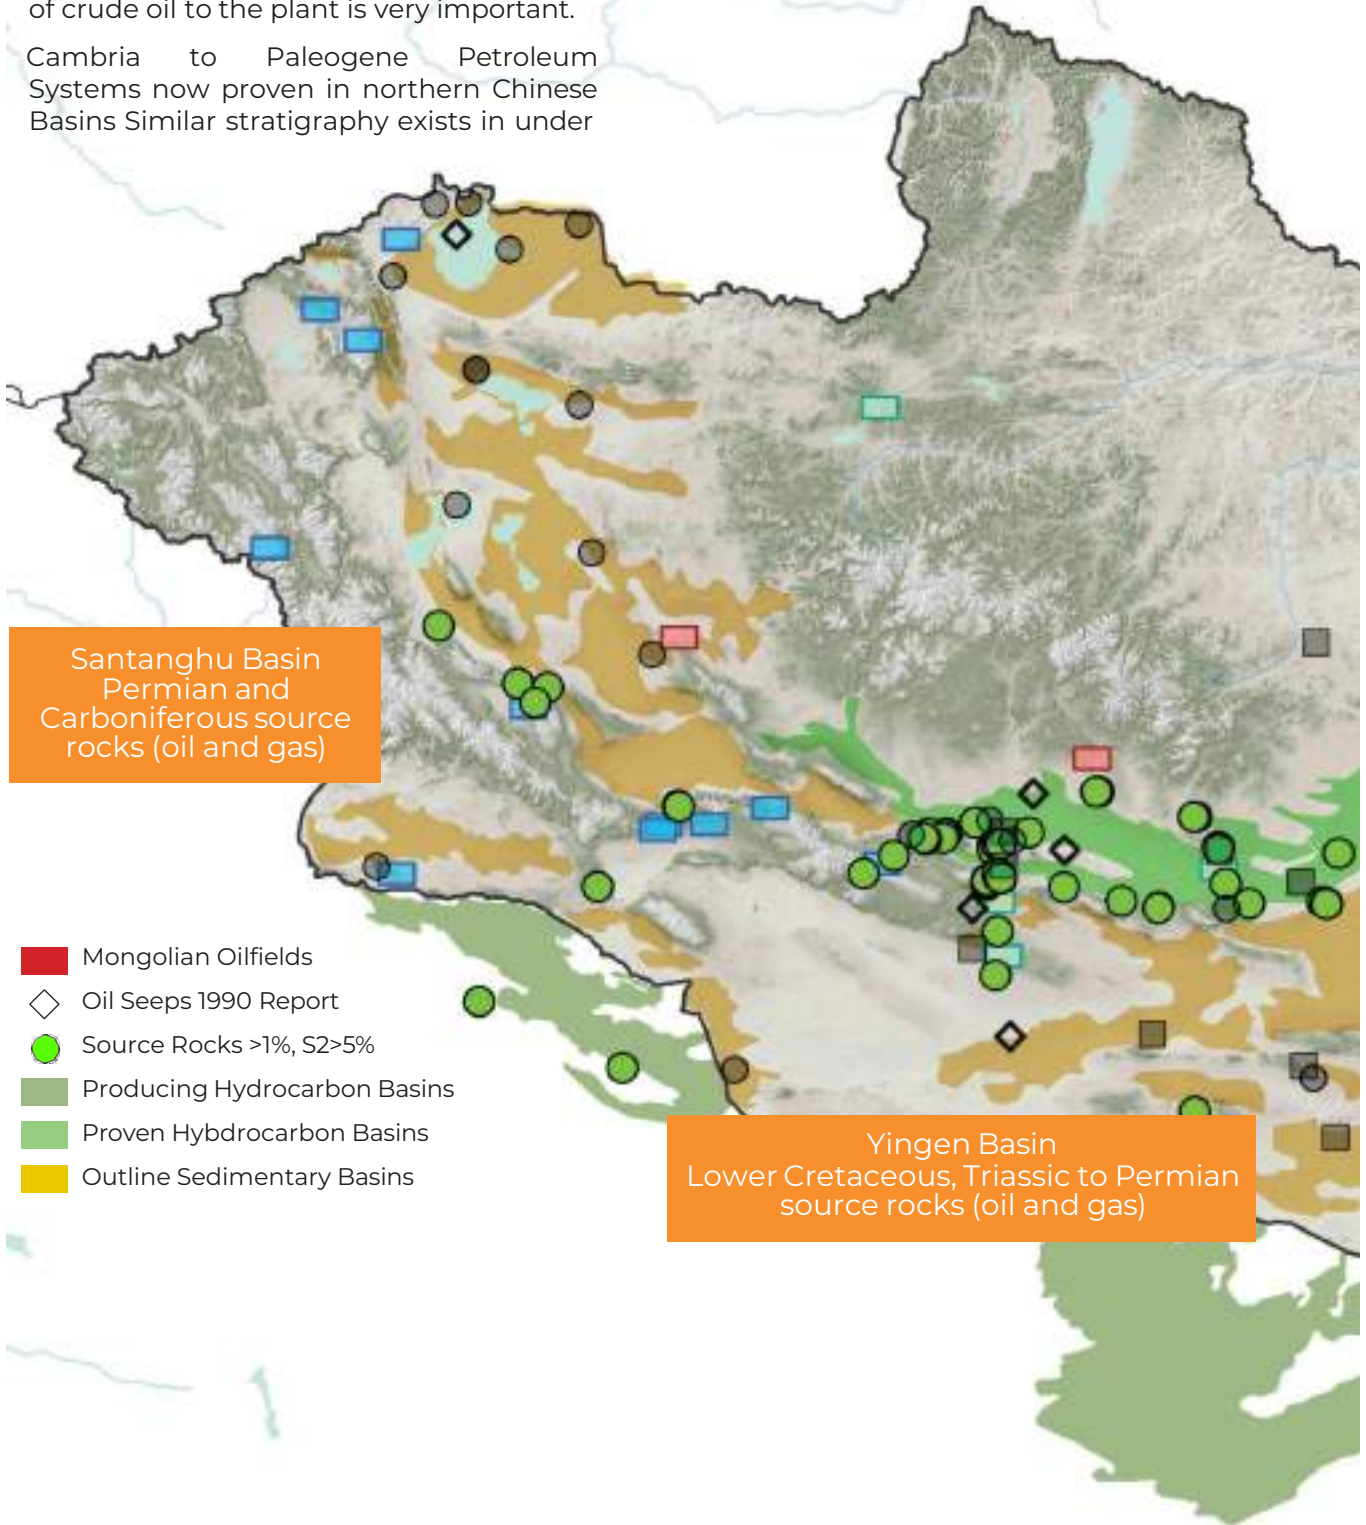 of crude oil to the plant is very important.
Cambria to Paleogene Petroleum
Systems now proven in northern Chinese
Basins Similar stratigraphy exists in under
Santanghu Basin
Permian and
Carboniferous source
rocks (oil and gas)
Mongolian Oilfields
Oil Seeps 1990 Report
Source Rocks >1%, S2>5%
Producing Hydrocarbon Basins
Proven Hybdrocarbon Basins
Outline Sedimentary Basins
Yingen Basin
Lower Cretaceous, Triassic to Permian
source rocks (oil and gas)